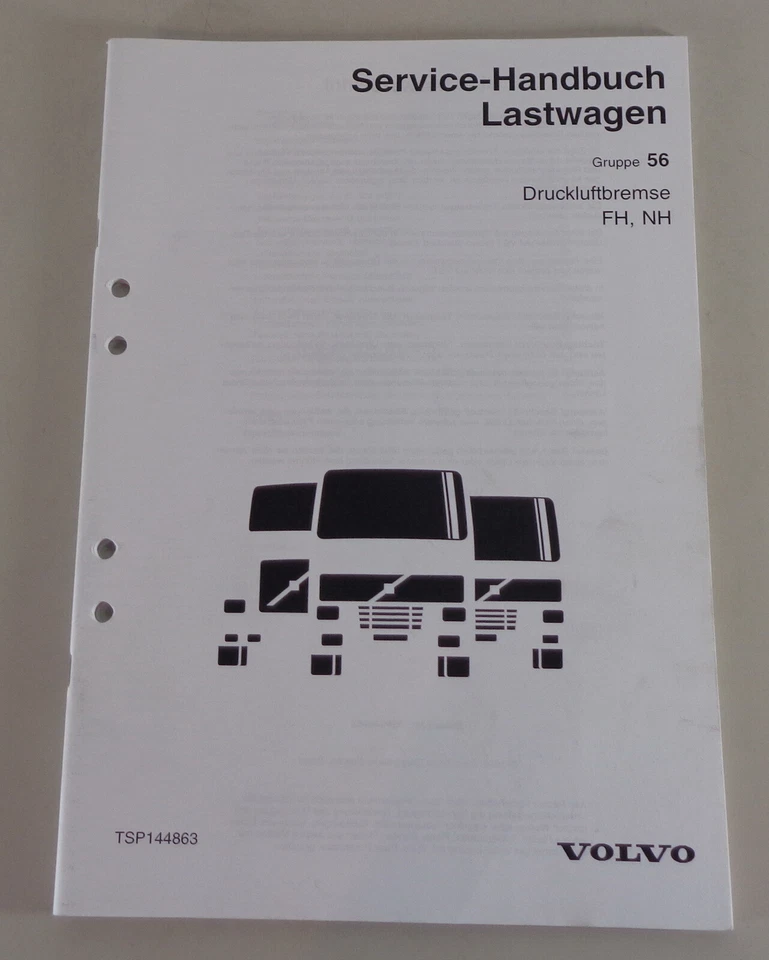 Service-Handbuch
Lastwagen
Gruppe 56
Druckluftbremse
FH, NH
TSP144863
VOLVO